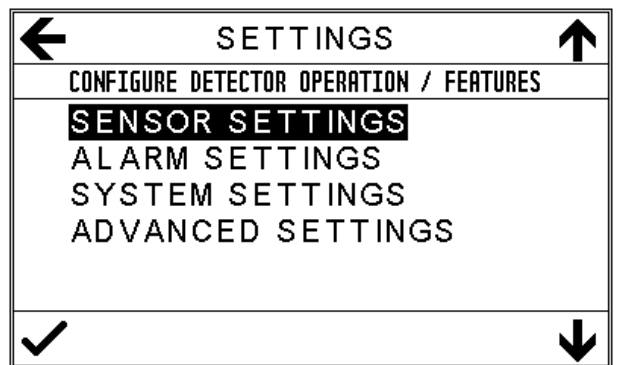 SETTINGS
CONFIGURE DETECTOR OPERATION / FEATURES
SENSOR SETTINGS
ALARM SETTINGS
SYSTEM SETTINGS
ADVANCED SETTINGS